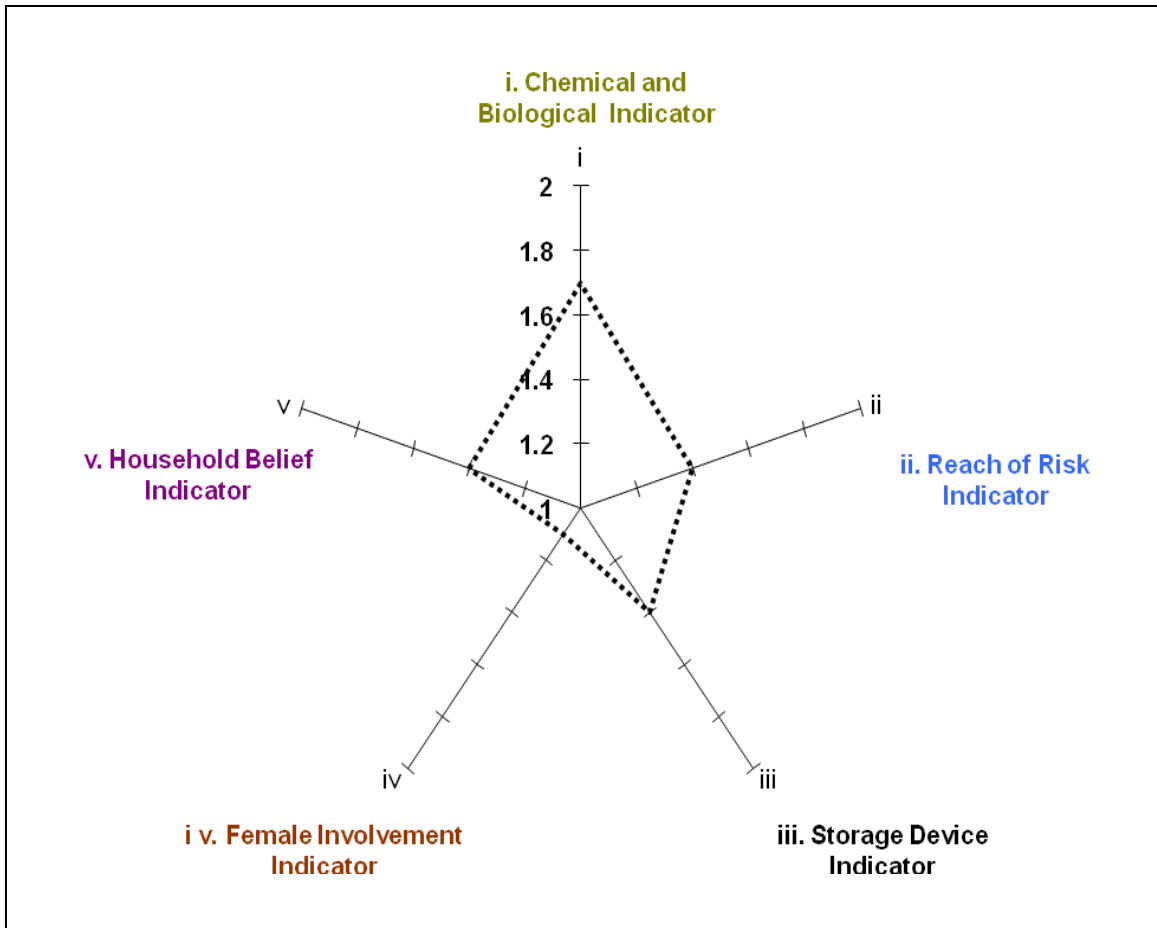 i. Chemical and
Biological Indicator
i
2
1.8
1.6
1.4
1.2
1
v
ii
v. Household Belief
Indicator
ii. Reach of Risk
Indicator
iv
iii
i v. Female Involvement
Indicator
iii. Storage Device
Indicator